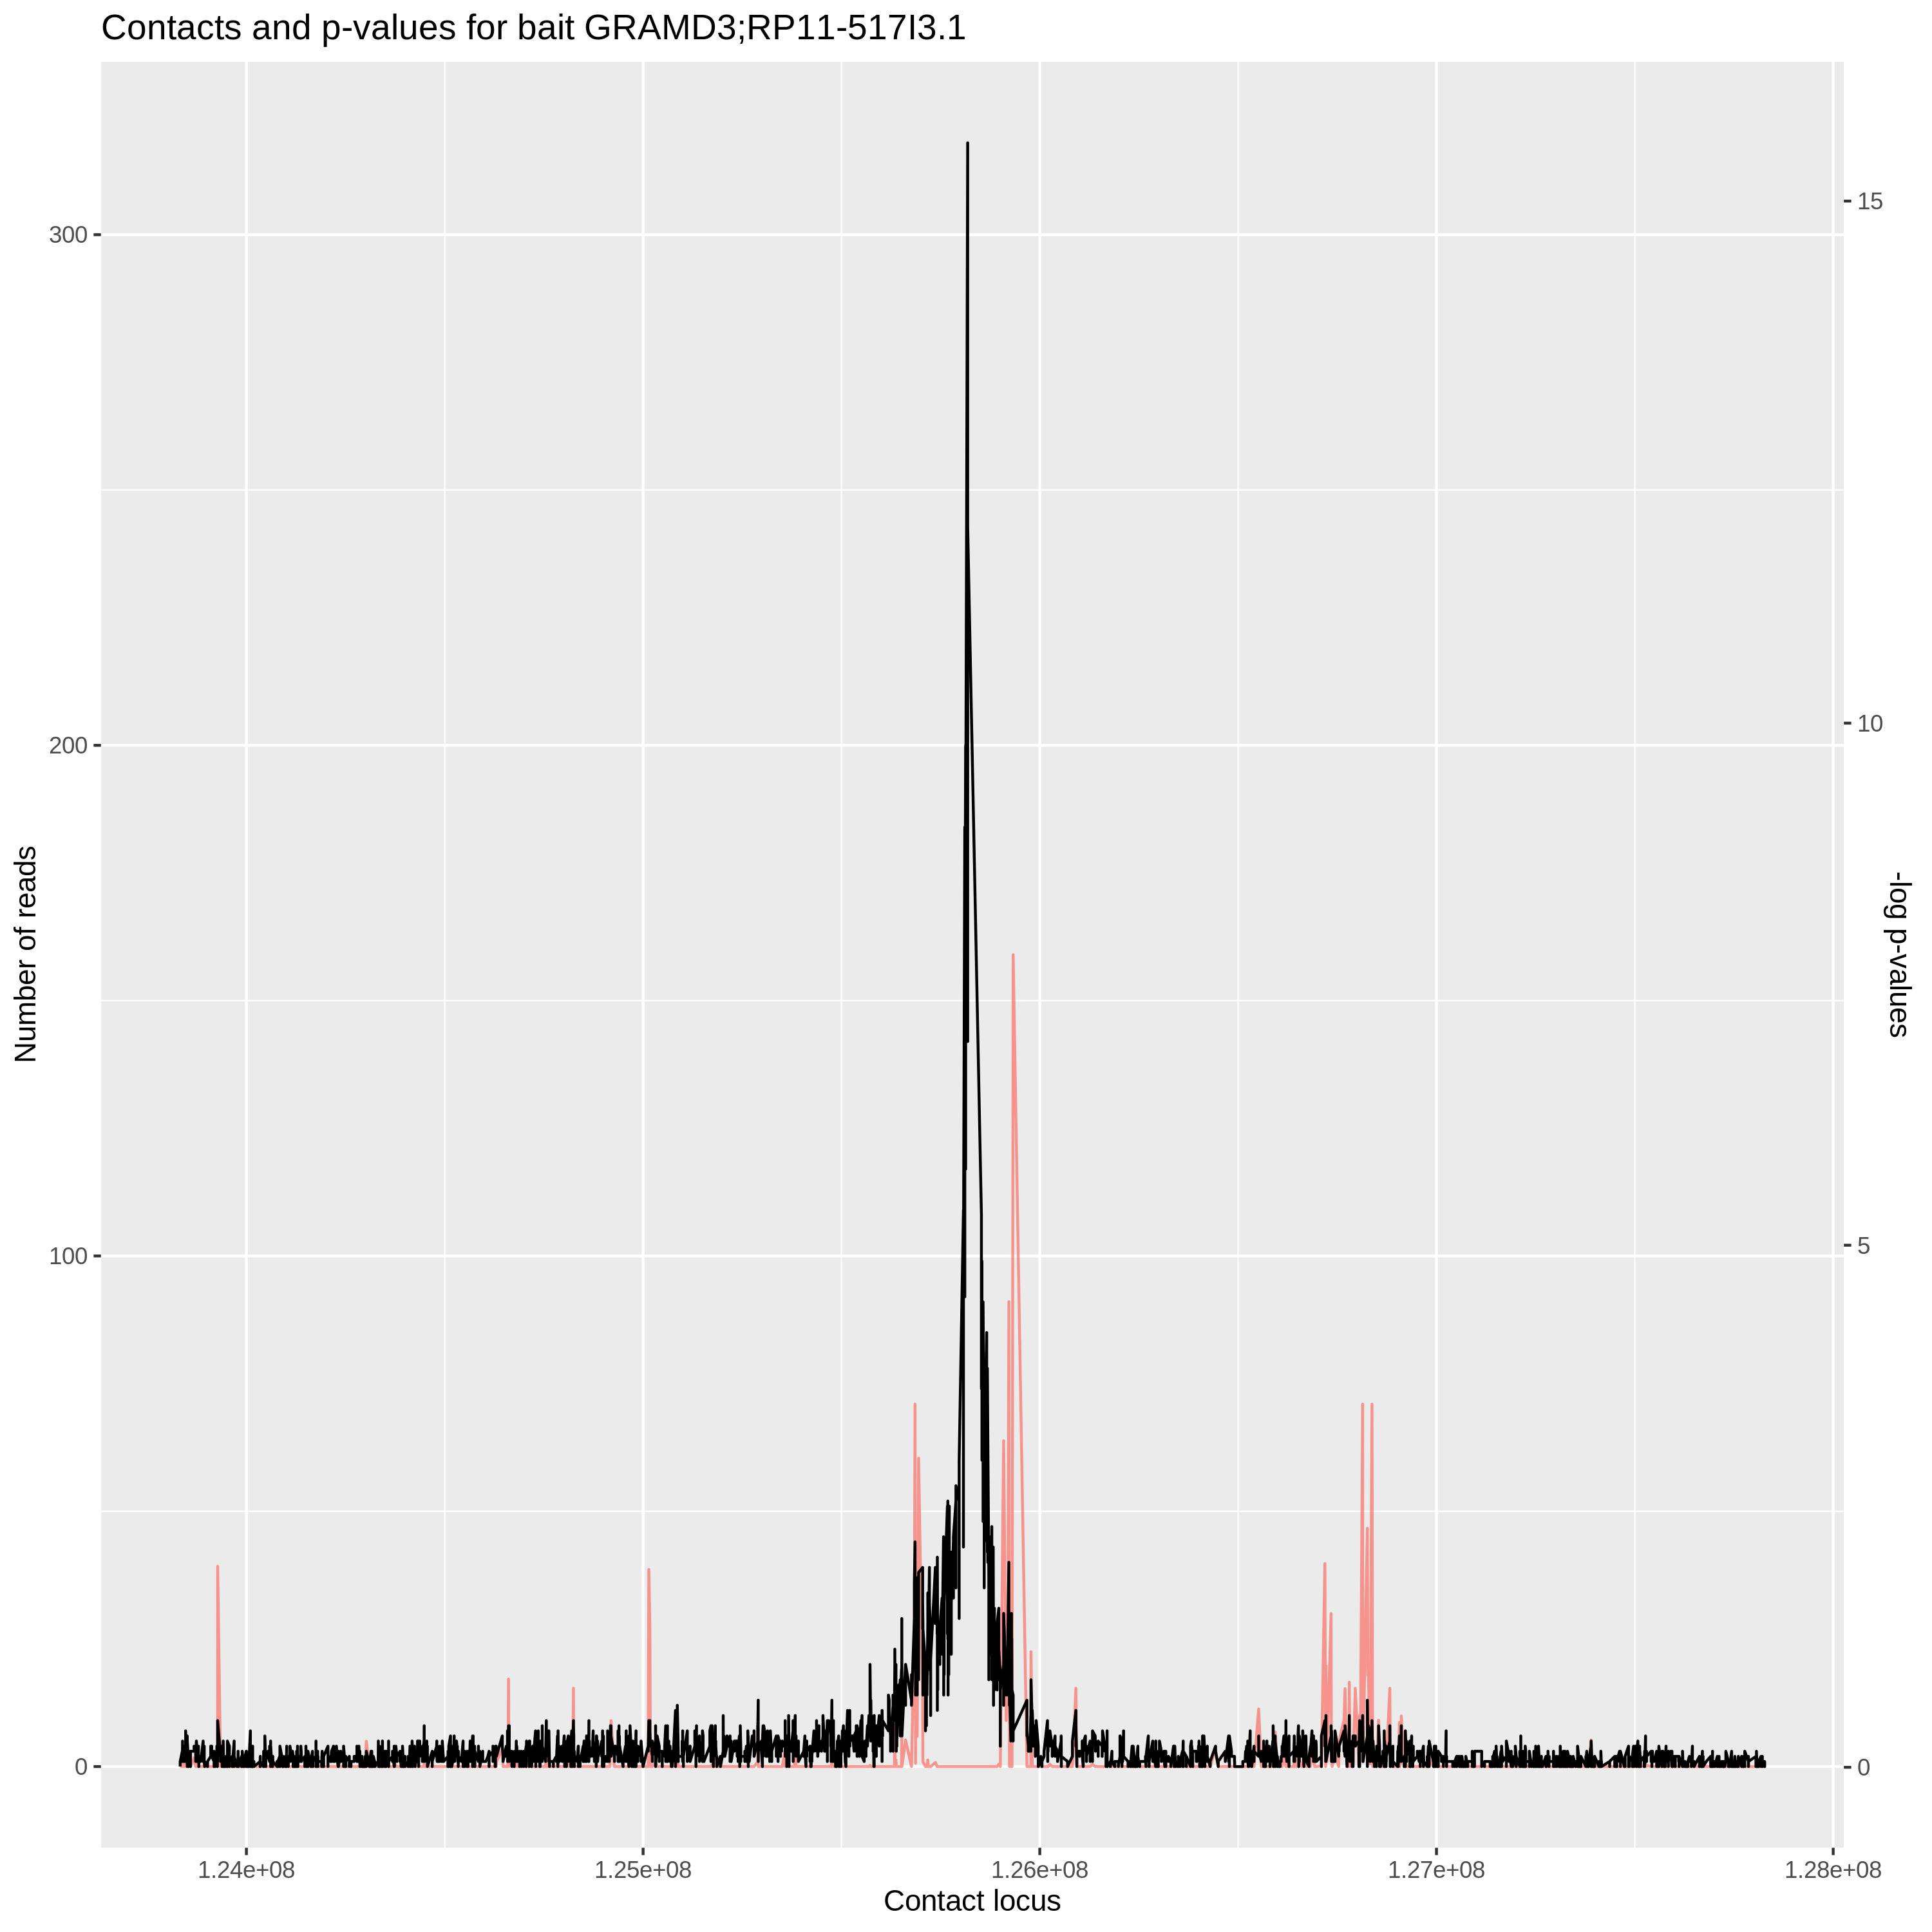 Contacts and p-values for bait GRAMD3;RP11-517I3.1
300
200
100
0
Number of reads
15
10
5
0
-log p-values
1.24e+08 1.25e+08 1.26e+08 1.27e+08 1.28e+08
Contact locus